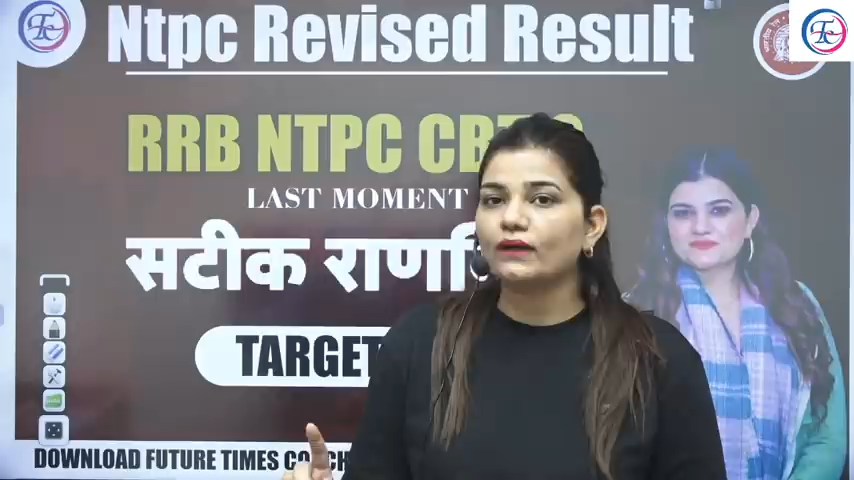 Ntpc Revised Result
RRB NTPC
LAST MOMENT
सटीक
TARGET
DOWNLOAD FUTURE TIMES